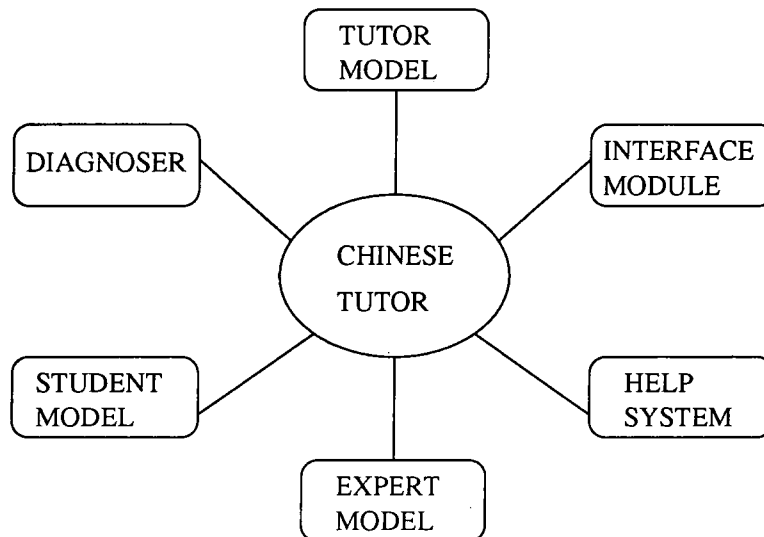 TUTOR
MODEL
DIAGNOSER
INTERFACE
MODULE
CHINESE
TUTOR
STUDENT
MODEL
HELP
SYSTEM
EXPERT
MODEL